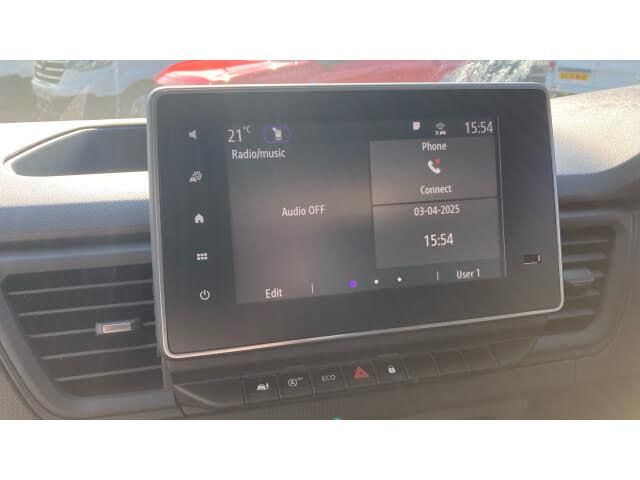 21°C
15:54
Radio/music
Phone
Audio OFF
Connect
03-04-2025
15:54
Edit
User 1
ECO